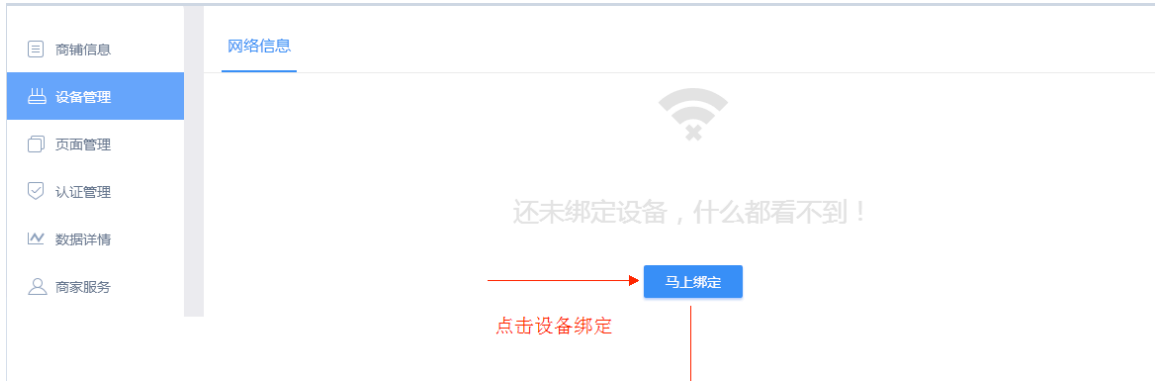 商铺信息
设备管理
页面管理
认证管理
数据详情
商家服务
网络信息
还未绑定设备，什么都看不到！
马上绑定
点击设备绑定